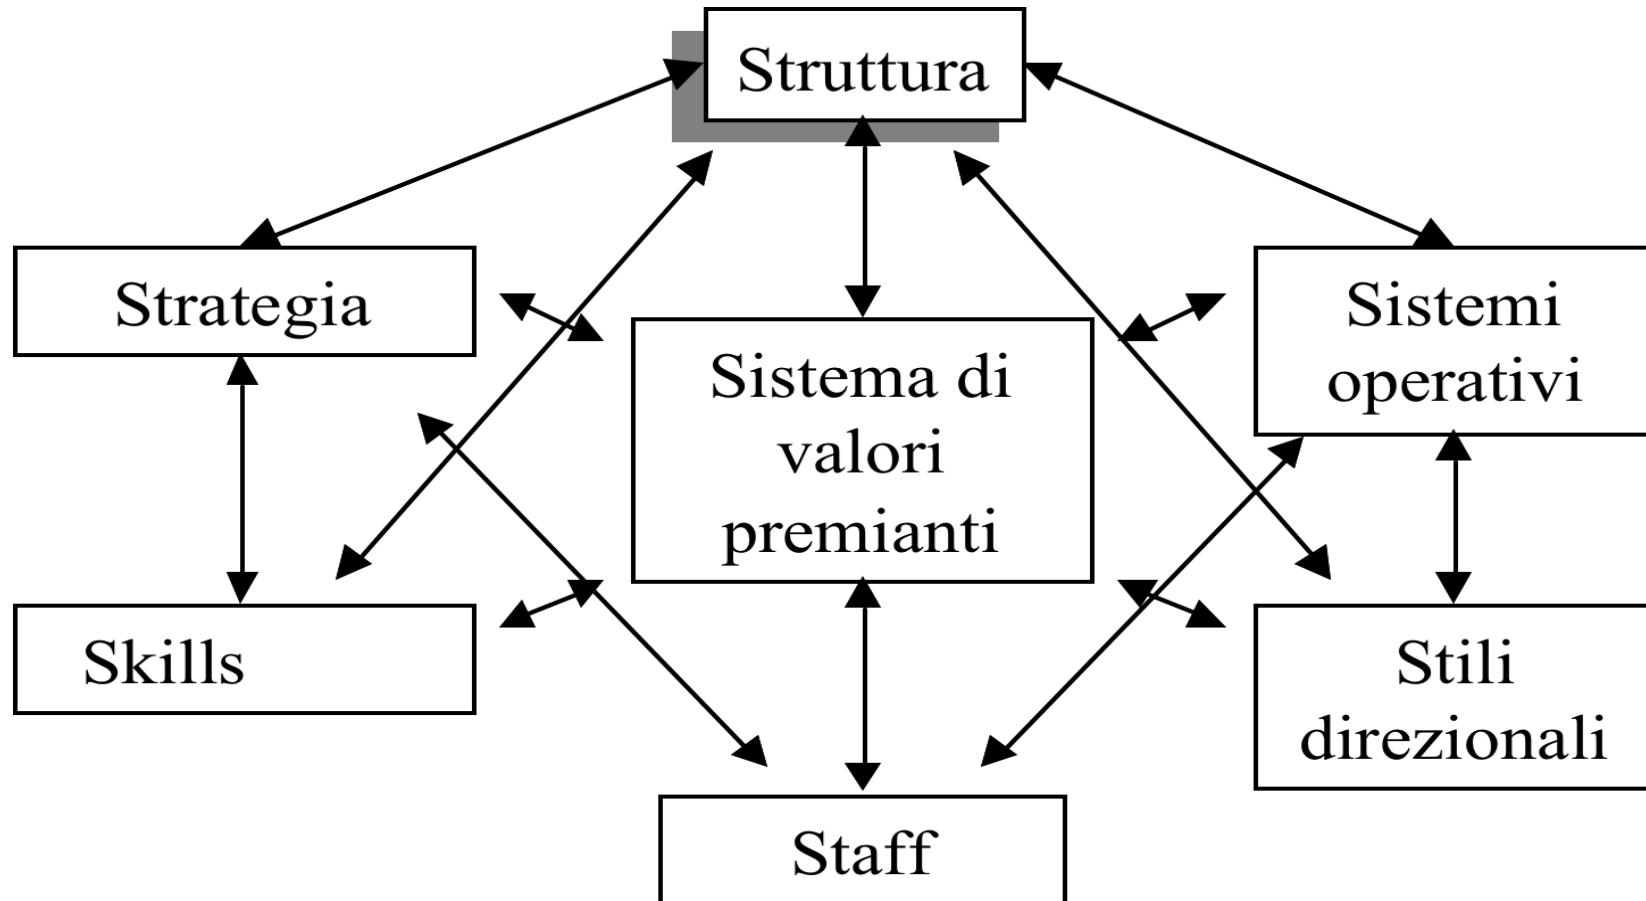 Struttura
Strategia
Sistemi
operativi
Sistema di
valori
premianti
Skills
Stili
direzionali
Staff